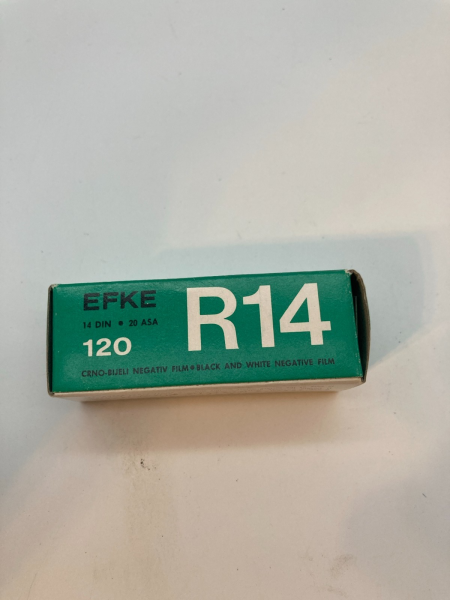 EFKE
14 DIN • 20 ASA
120
R14
CRNO-BIJELI NEGATIV FILM • BLACK AND WHITE NEGATIVE FILM